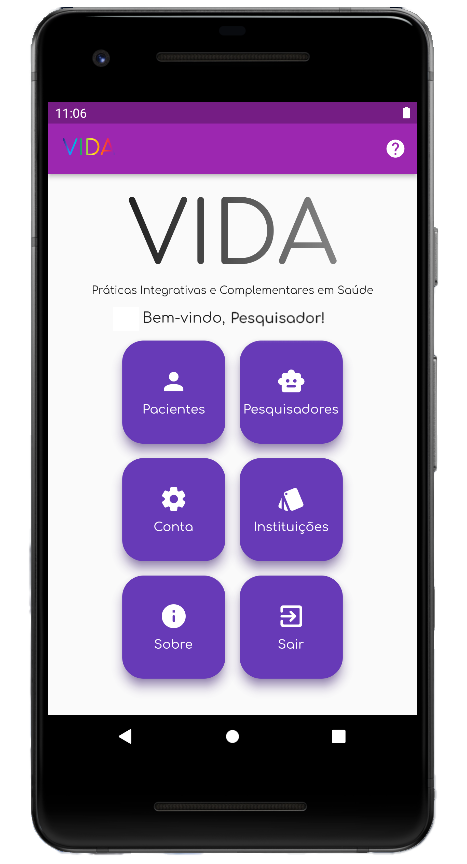 11:06
VIDA
VIDA
Práticas Integrativas e Complementares em Saúde
Bem-vindo, Pesquisador!
Pacientes
Pesquisadores
Conta
Instituições
Sobre
Sair